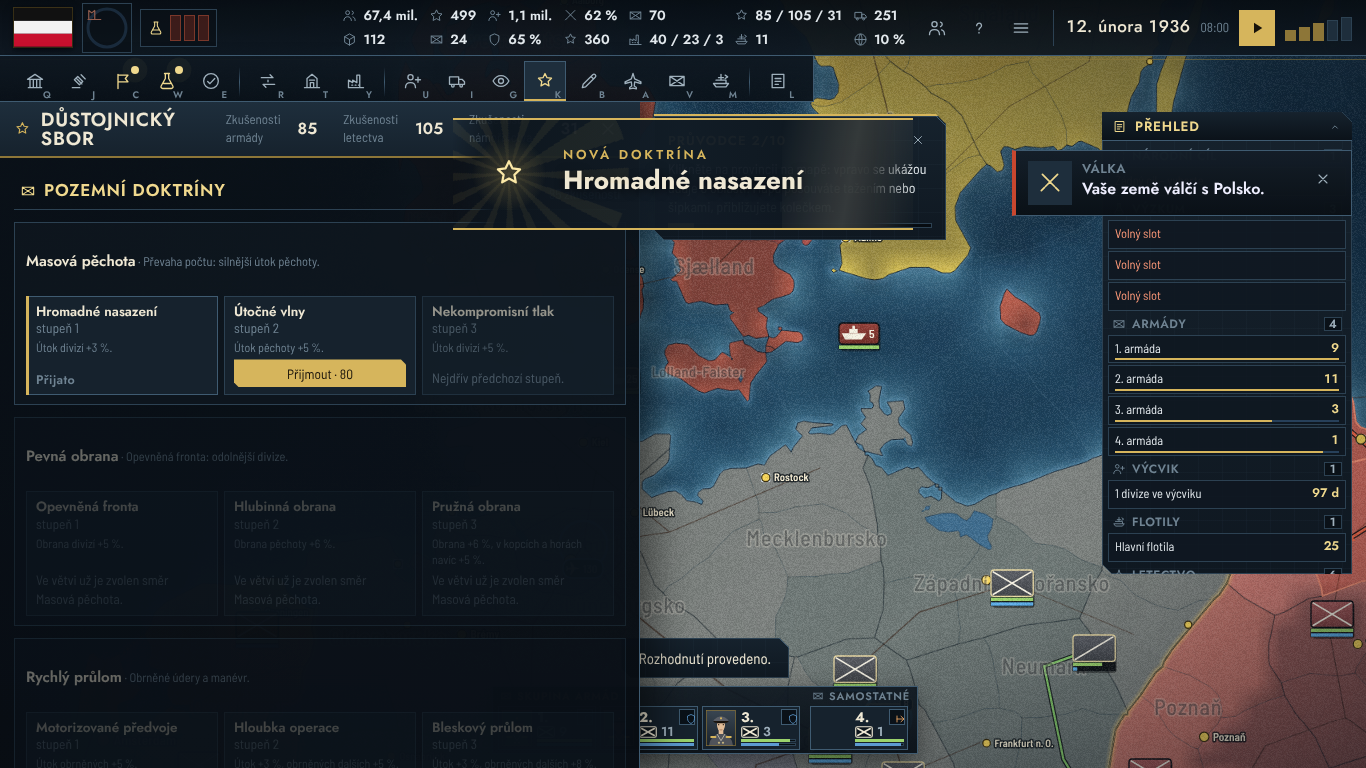 67,4 mil. 499 1,1 mil. 62 % 70 85 / 105 / 31 251
112 24 65 % 360 40 / 23 / 3 11 10 %
12. února 1936 08:00
Q J C W E R T Y U I G K B A V M L
DŮSTOJNICKÝ
SBOR
Zkušenosti
armády
85
Zkušenosti
letectva
105
NOVÁ DOKTRÍNA
Hromadné nasazení
se ukážou
nebo
PŘEHLED
VÁLKA
Vaše země válčí s Polsko.
Volný slot
Volný slot
Volný slot
ARMÁDY 4
1. armáda 9
2. armáda 11
3. armáda 3
4. armáda 1
VÝCVIK 1
1 divize ve výcviku 97 d
FLOTILY 1
Hlavní flotila 25
POZEMNÍ DOKTRÍNY
Masová pěchota · Převaha počtu: silnější útok pěchoty.
Hromadné nasazení
stupeň 1
Útok divizí +3 %.
Přijato
Útočné vlny
stupeň 2
Útok pěchoty +5 %.
Přijmout · 80
Nekompromisní tlak
stupeň 3
Útok divizí +5 %.
Nejdřív předchozí stupeň.
Pevná obrana · Opevněná fronta: odolnější divize.
Opevněná fronta
stupeň 1
Obrana divizí +5 %.
Ve větvi už je zvolen směr
Masová pěchota.
Hlubinná obrana
stupeň 2
Obrana pěchoty +6 %.
Ve větvi už je zvolen směr
Masová pěchota.
Pružná obrana
stupeň 3
Obrana +6 %, v kopcích a horách
navíc +5 %.
Ve větvi už je zvolen směr
Masová pěchota.
Rychlý průlom · Obrněné údery a manévr.
Motorizované předvoje
stupeň 1
Hloubka operace
stupeň 2
Bleskový průlom
stupeň 3
Sjælland
5
Lolland-Falster
Rostock
Lübeck
Mecklenbursko
gsko
Neumark
Poznaňsko
Poznaň
Frankfurt n. O.
Rozhodnutí provedeno.
SAMOSTATNÉ
2. 11
3. 3
4. 1